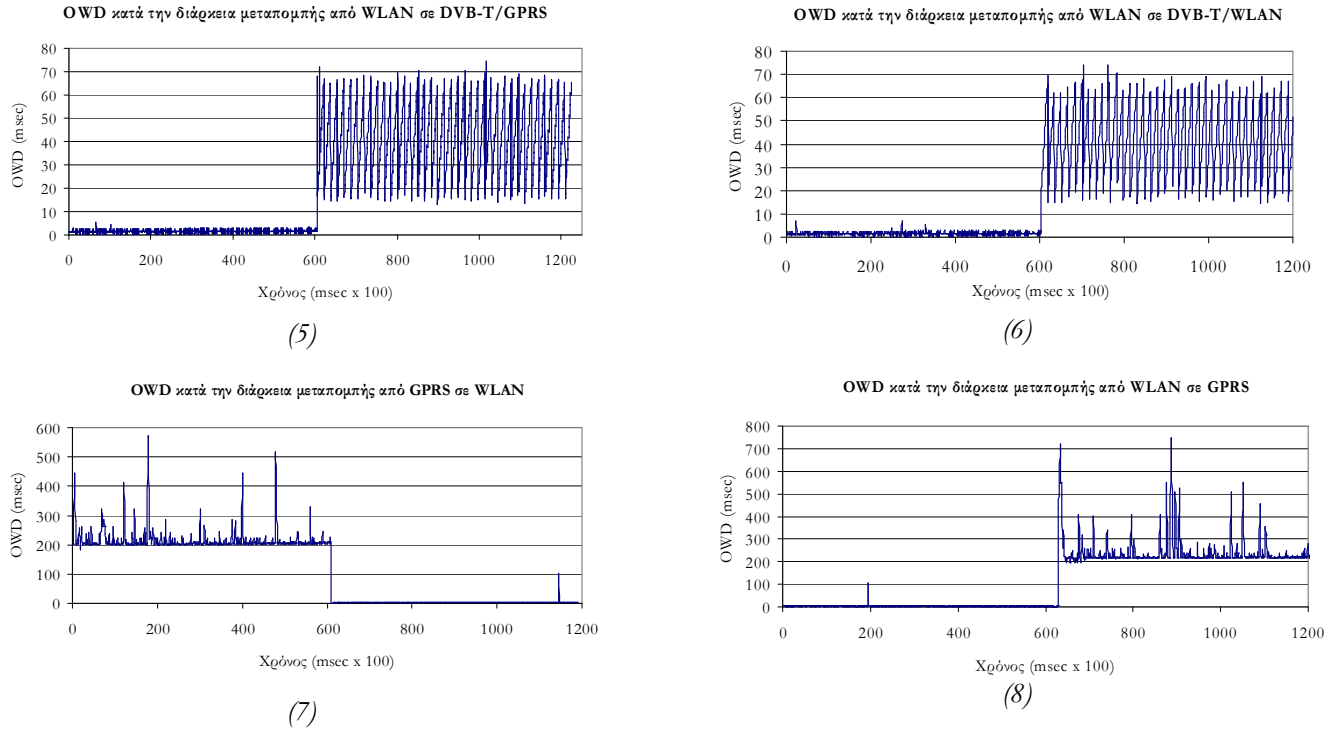 OWD κατά την διάρκεια μεταπομπής από WLAN σε DVB-T/GPRS
OWD (msec)
80
70
60
50
40
30
20
10
0
0 200 400 600 800 1000 1200
Χρόνος (msec x 100)
(5)
OWD κατά την διάρκεια μεταπομπής από WLAN σε DVB-T/WLAN
OWD (msec)
80
70
60
50
40
30
20
10
0
0 200 400 600 800 1000 1200
Χρόνος (msec x 100)
(6)
OWD κατά την διάρκεια μεταπομπής από GPRS σε WLAN
OWD (msec)
600
500
400
300
200
100
0
0 200 400 600 800 1000 1200
Χρόνος (msec x 100)
(7)
OWD κατά την διάρκεια μεταπομπής από WLAN σε GPRS
OWD (msec)
800
700
600
500
400
300
200
100
0
0 200 400 600 800 1000 1200
Χρόνος (msec x 100)
(8)